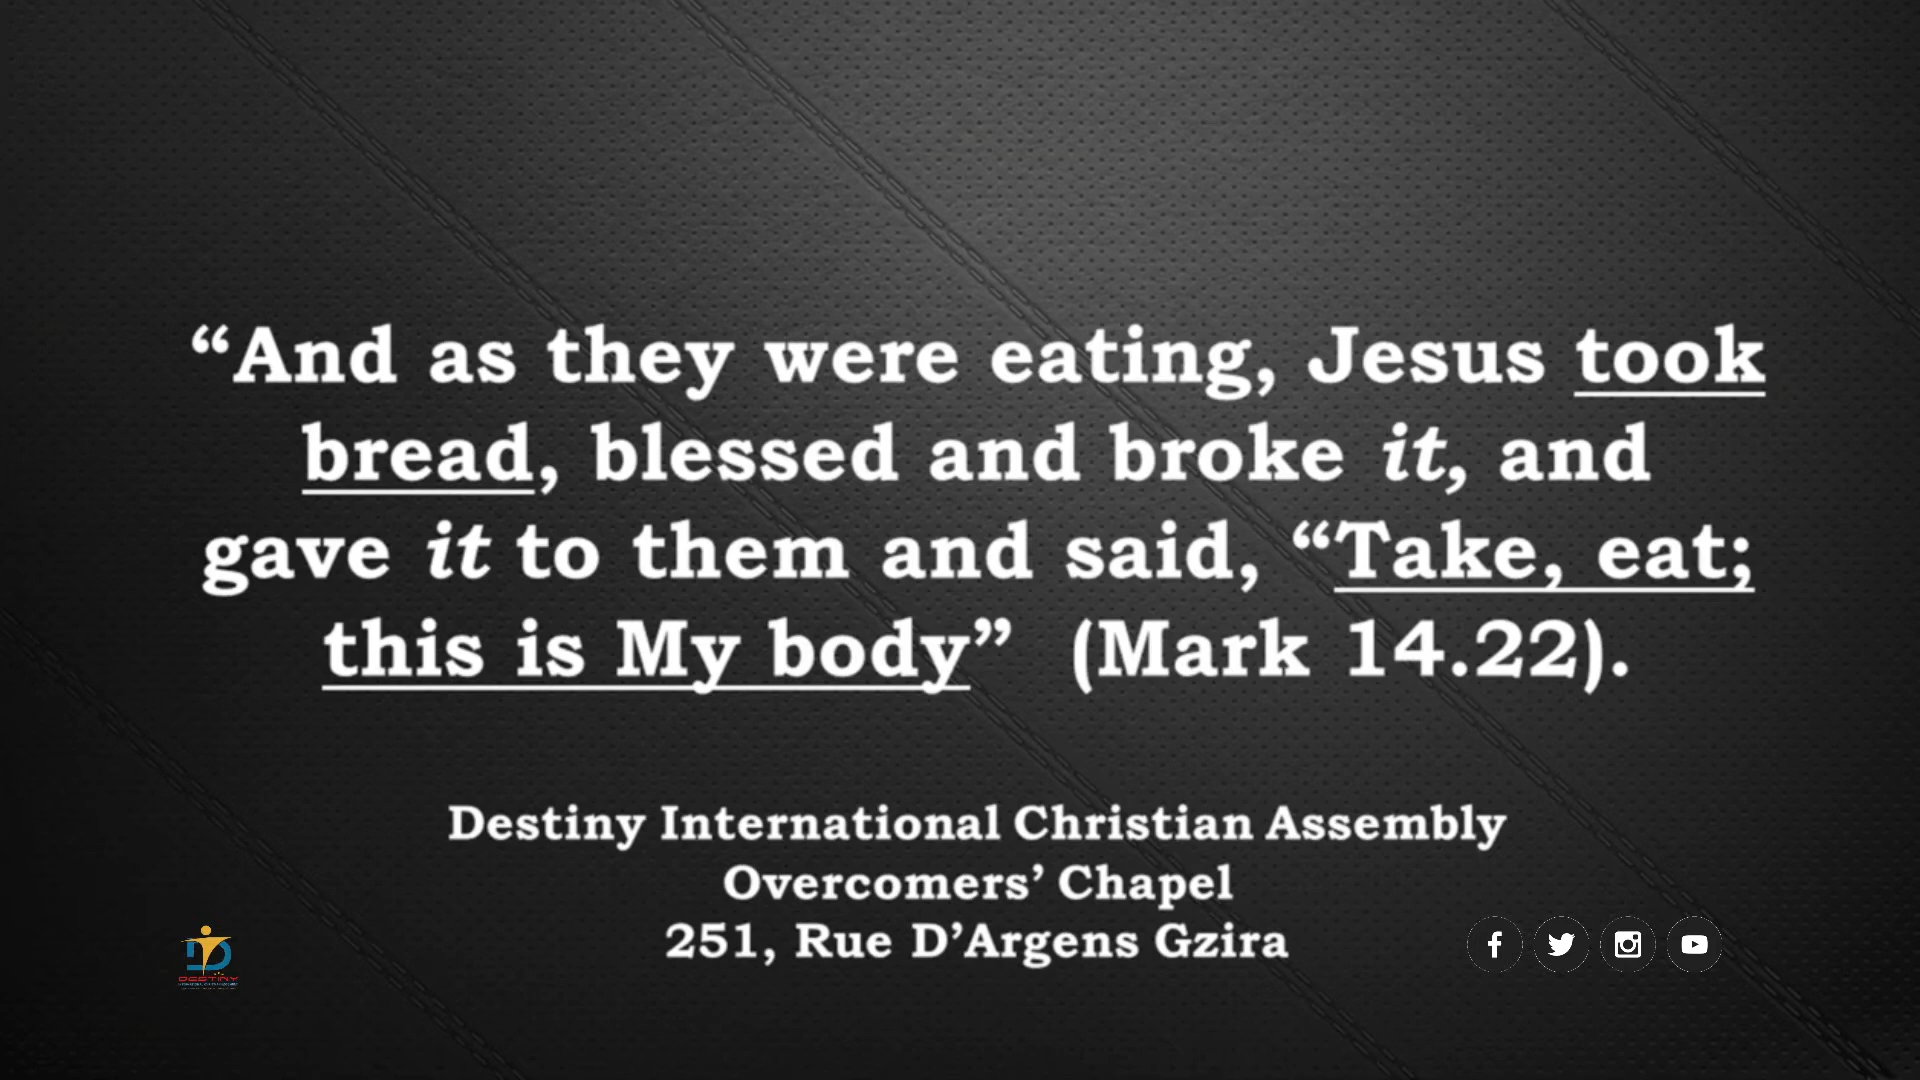 “And as they were eating, Jesus took
bread, blessed and broke it, and
gave it to them and said, “Take, eat;
this is My body” (Mark 14.22).
Destiny International Christian Assembly
Overcomers’ Chapel
251, Rue D’Argens Gzira
DESTINY